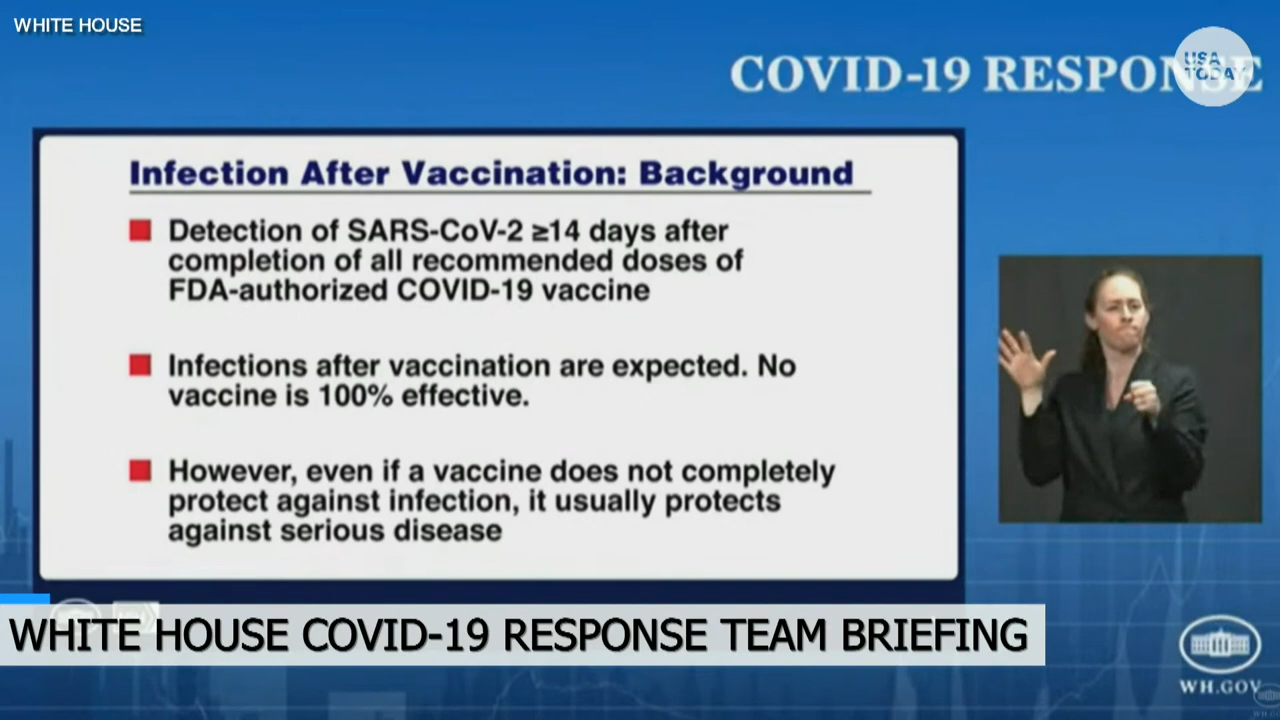 WHITE HOUSE
COVID-19 RESPONSE
USA
TODAY
Infection After Vaccination: Background
Detection of SARS-CoV-2 ≥14 days after
completion of all recommended doses of
FDA-authorized COVID-19 vaccine
Infections after vaccination are expected. No
vaccine is 100% effective.
However, even if a vaccine does not completely
protect against infection, it usually protects
against serious disease
WHITE HOUSE COVID-19 RESPONSE TEAM BRIEFING
WH.GOV